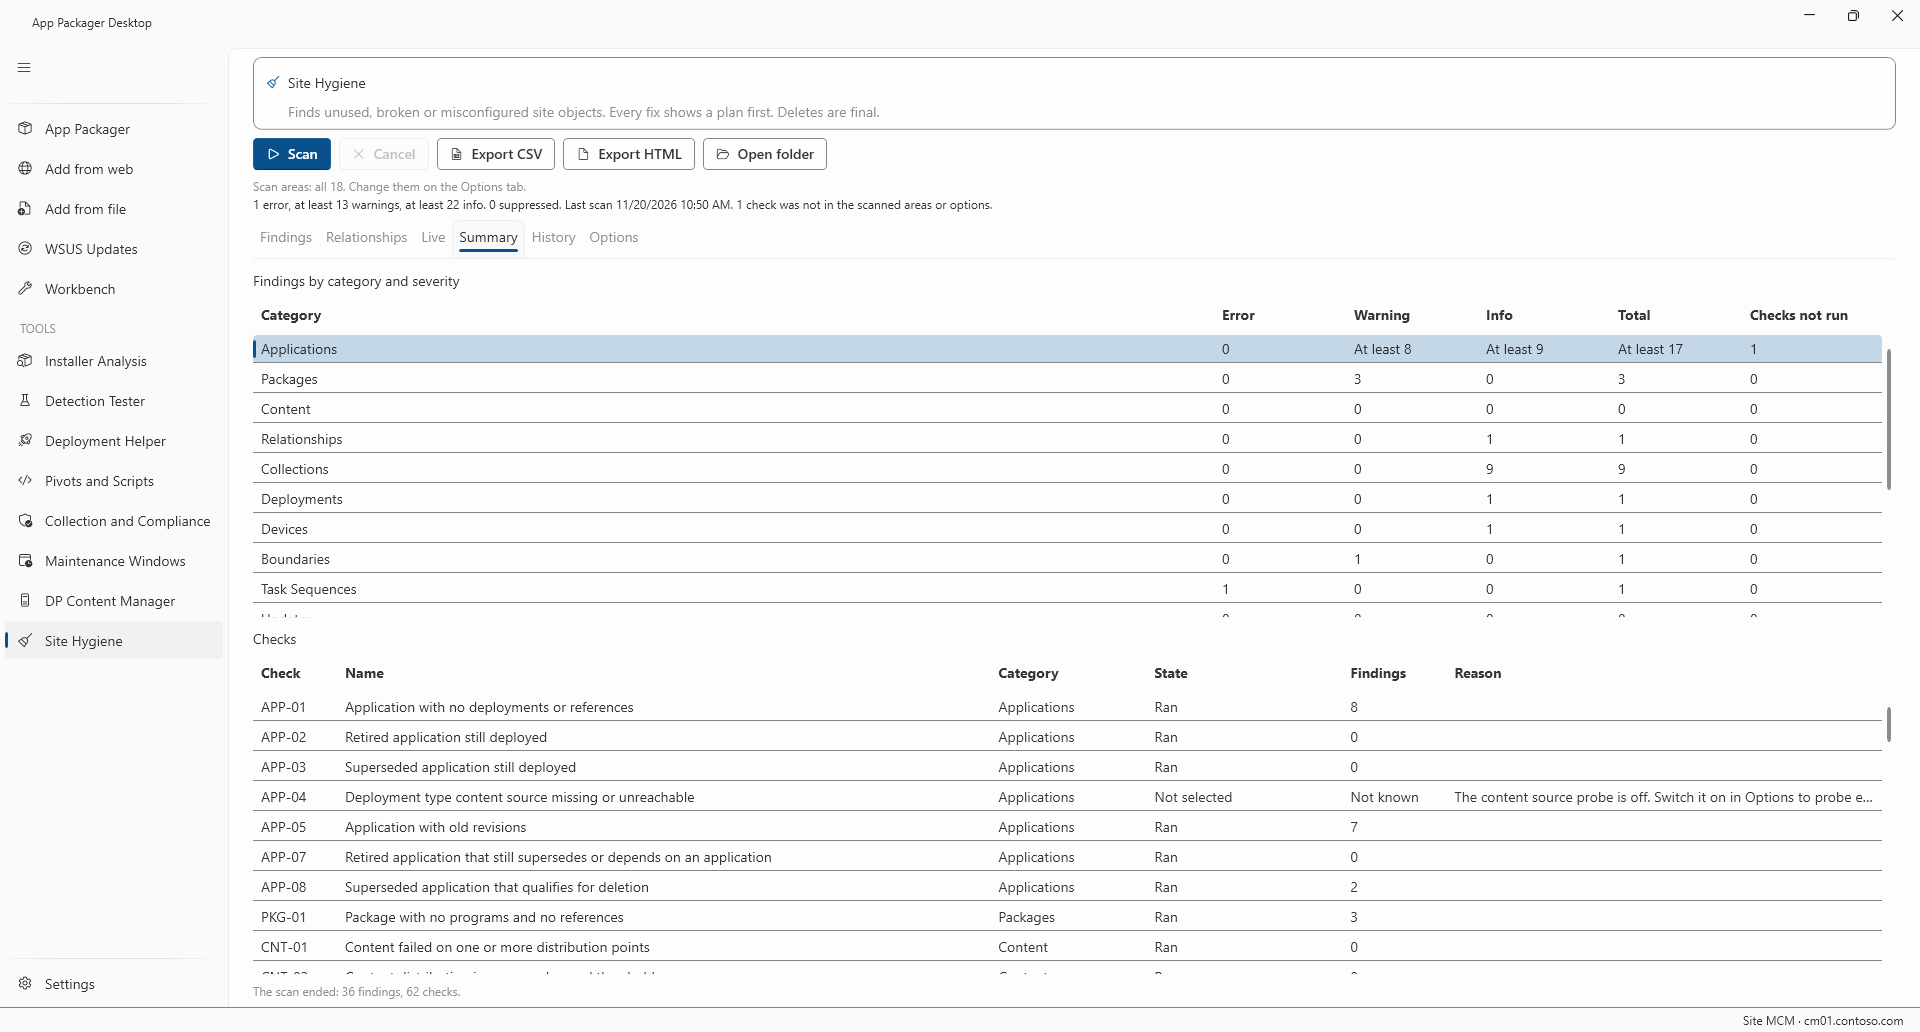 App Packager Desktop
Site Hygiene
Finds unused, broken or misconfigured site objects. Every fix shows a plan first. Deletes are final.
Scan Cancel Export CSV Export HTML Open folder
Scan areas: all 18. Change them on the Options tab.
1 error, at least 13 warnings, at least 22 info. 0 suppressed. Last scan 11/20/2026 10:50 AM. 1 check was not in the scanned areas or options.
Findings Relationships Live Summary History Options
App Packager
Add from web
Add from file
WSUS Updates
Workbench
TOOLS
Installer Analysis
Detection Tester
Deployment Helper
Pivots and Scripts
Collection and Compliance
Maintenance Windows
DP Content Manager
Site Hygiene
Settings
Findings by category and severity
Category Error Warning Info Total Checks not run
Applications 0 At least 8 At least 9 At least 17 1
Packages 0 3 0 3 0
Content 0 0 0 0 0
Relationships 0 0 1 1 0
Collections 0 0 9 9 0
Deployments 0 0 1 1 0
Devices 0 0 1 1 0
Boundaries 0 1 0 1 0
Task Sequences 1 0 0 1 0
Checks
Check Name Category State Findings Reason
APP-01 Application with no deployments or references Applications Ran 8
APP-02 Retired application still deployed Applications Ran 0
APP-03 Superseded application still deployed Applications Ran 0
APP-04 Deployment type content source missing or unreachable Applications Not selected Not known The content source probe is off. Switch it on in Options to probe e...
APP-05 Application with old revisions Applications Ran 7
APP-07 Retired application that still supersedes or depends on an application Applications Ran 0
APP-08 Superseded application that qualifies for deletion Applications Ran 2
PKG-01 Package with no programs and no references Packages Ran 3
CNT-01 Content failed on one or more distribution points Content Ran 0
The scan ended: 36 findings, 62 checks.
Site MCM · cm01.contoso.com